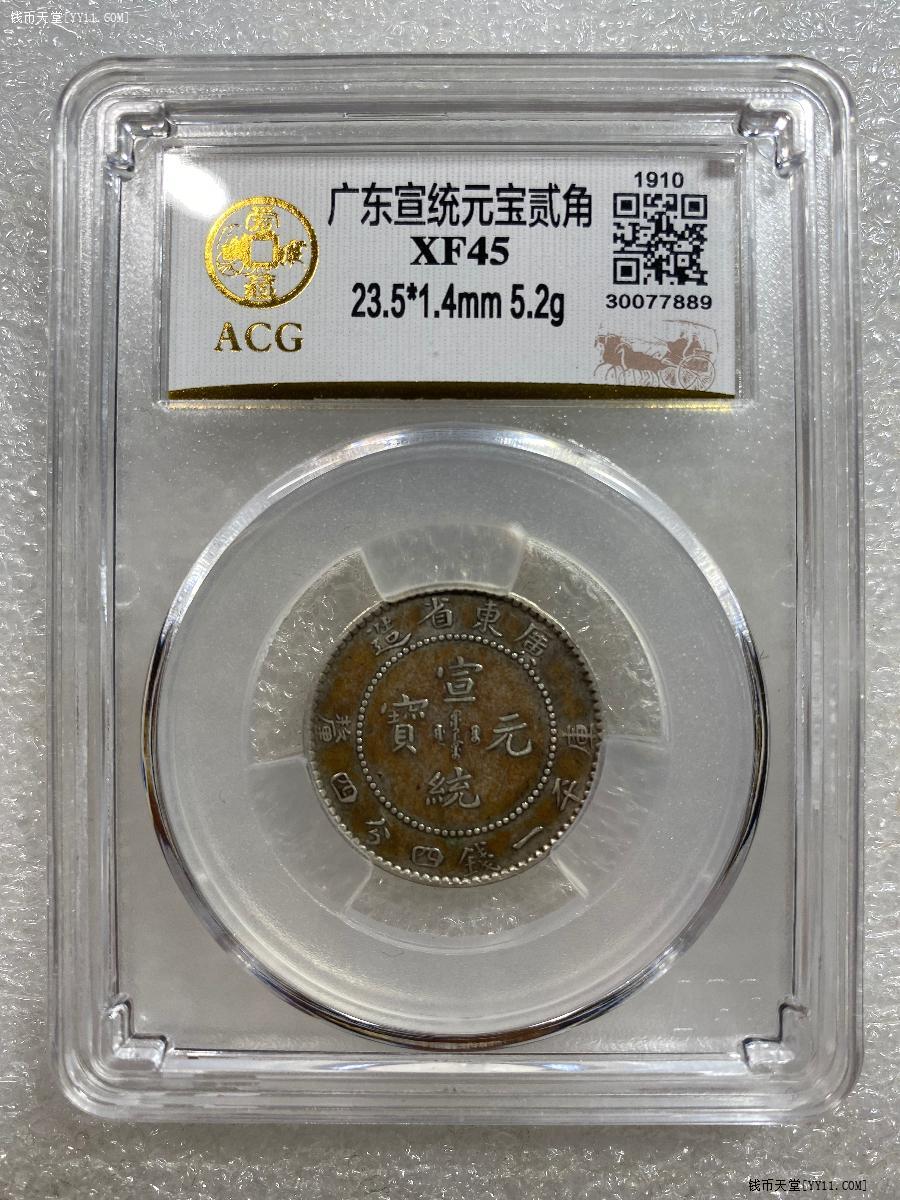 钱币天堂[YY11.COM]
广东宣统元宝贰角
XF45
23.5*1.4mm 5.2g
ACG
1910
30077889
廣東省造
宣統元寶
庫平一錢四分四釐
钱币天堂[YY11.COM]